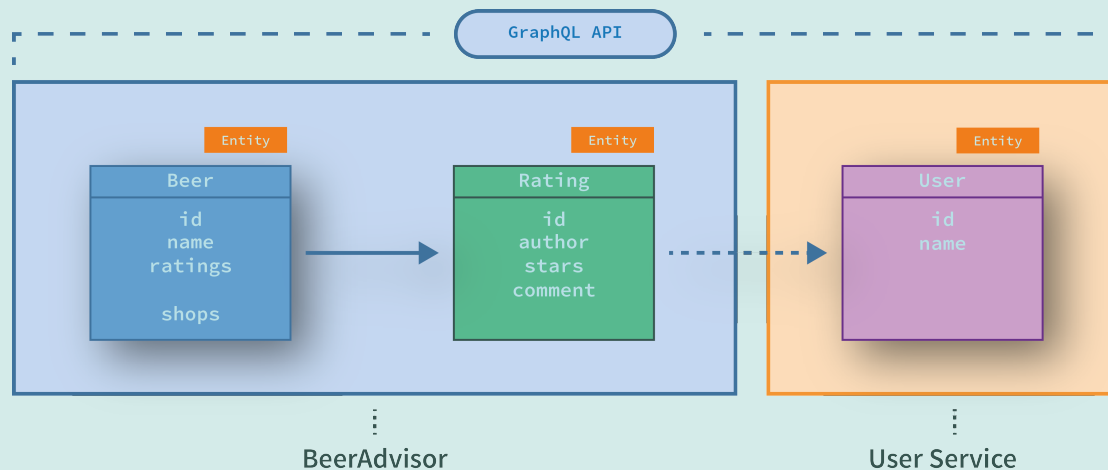 GraphQL API
Entity
Beer
id
name
ratings
shops
Entity
Rating
id
author
stars
comment
Entity
User
id
name
BeerAdvisor
User Service